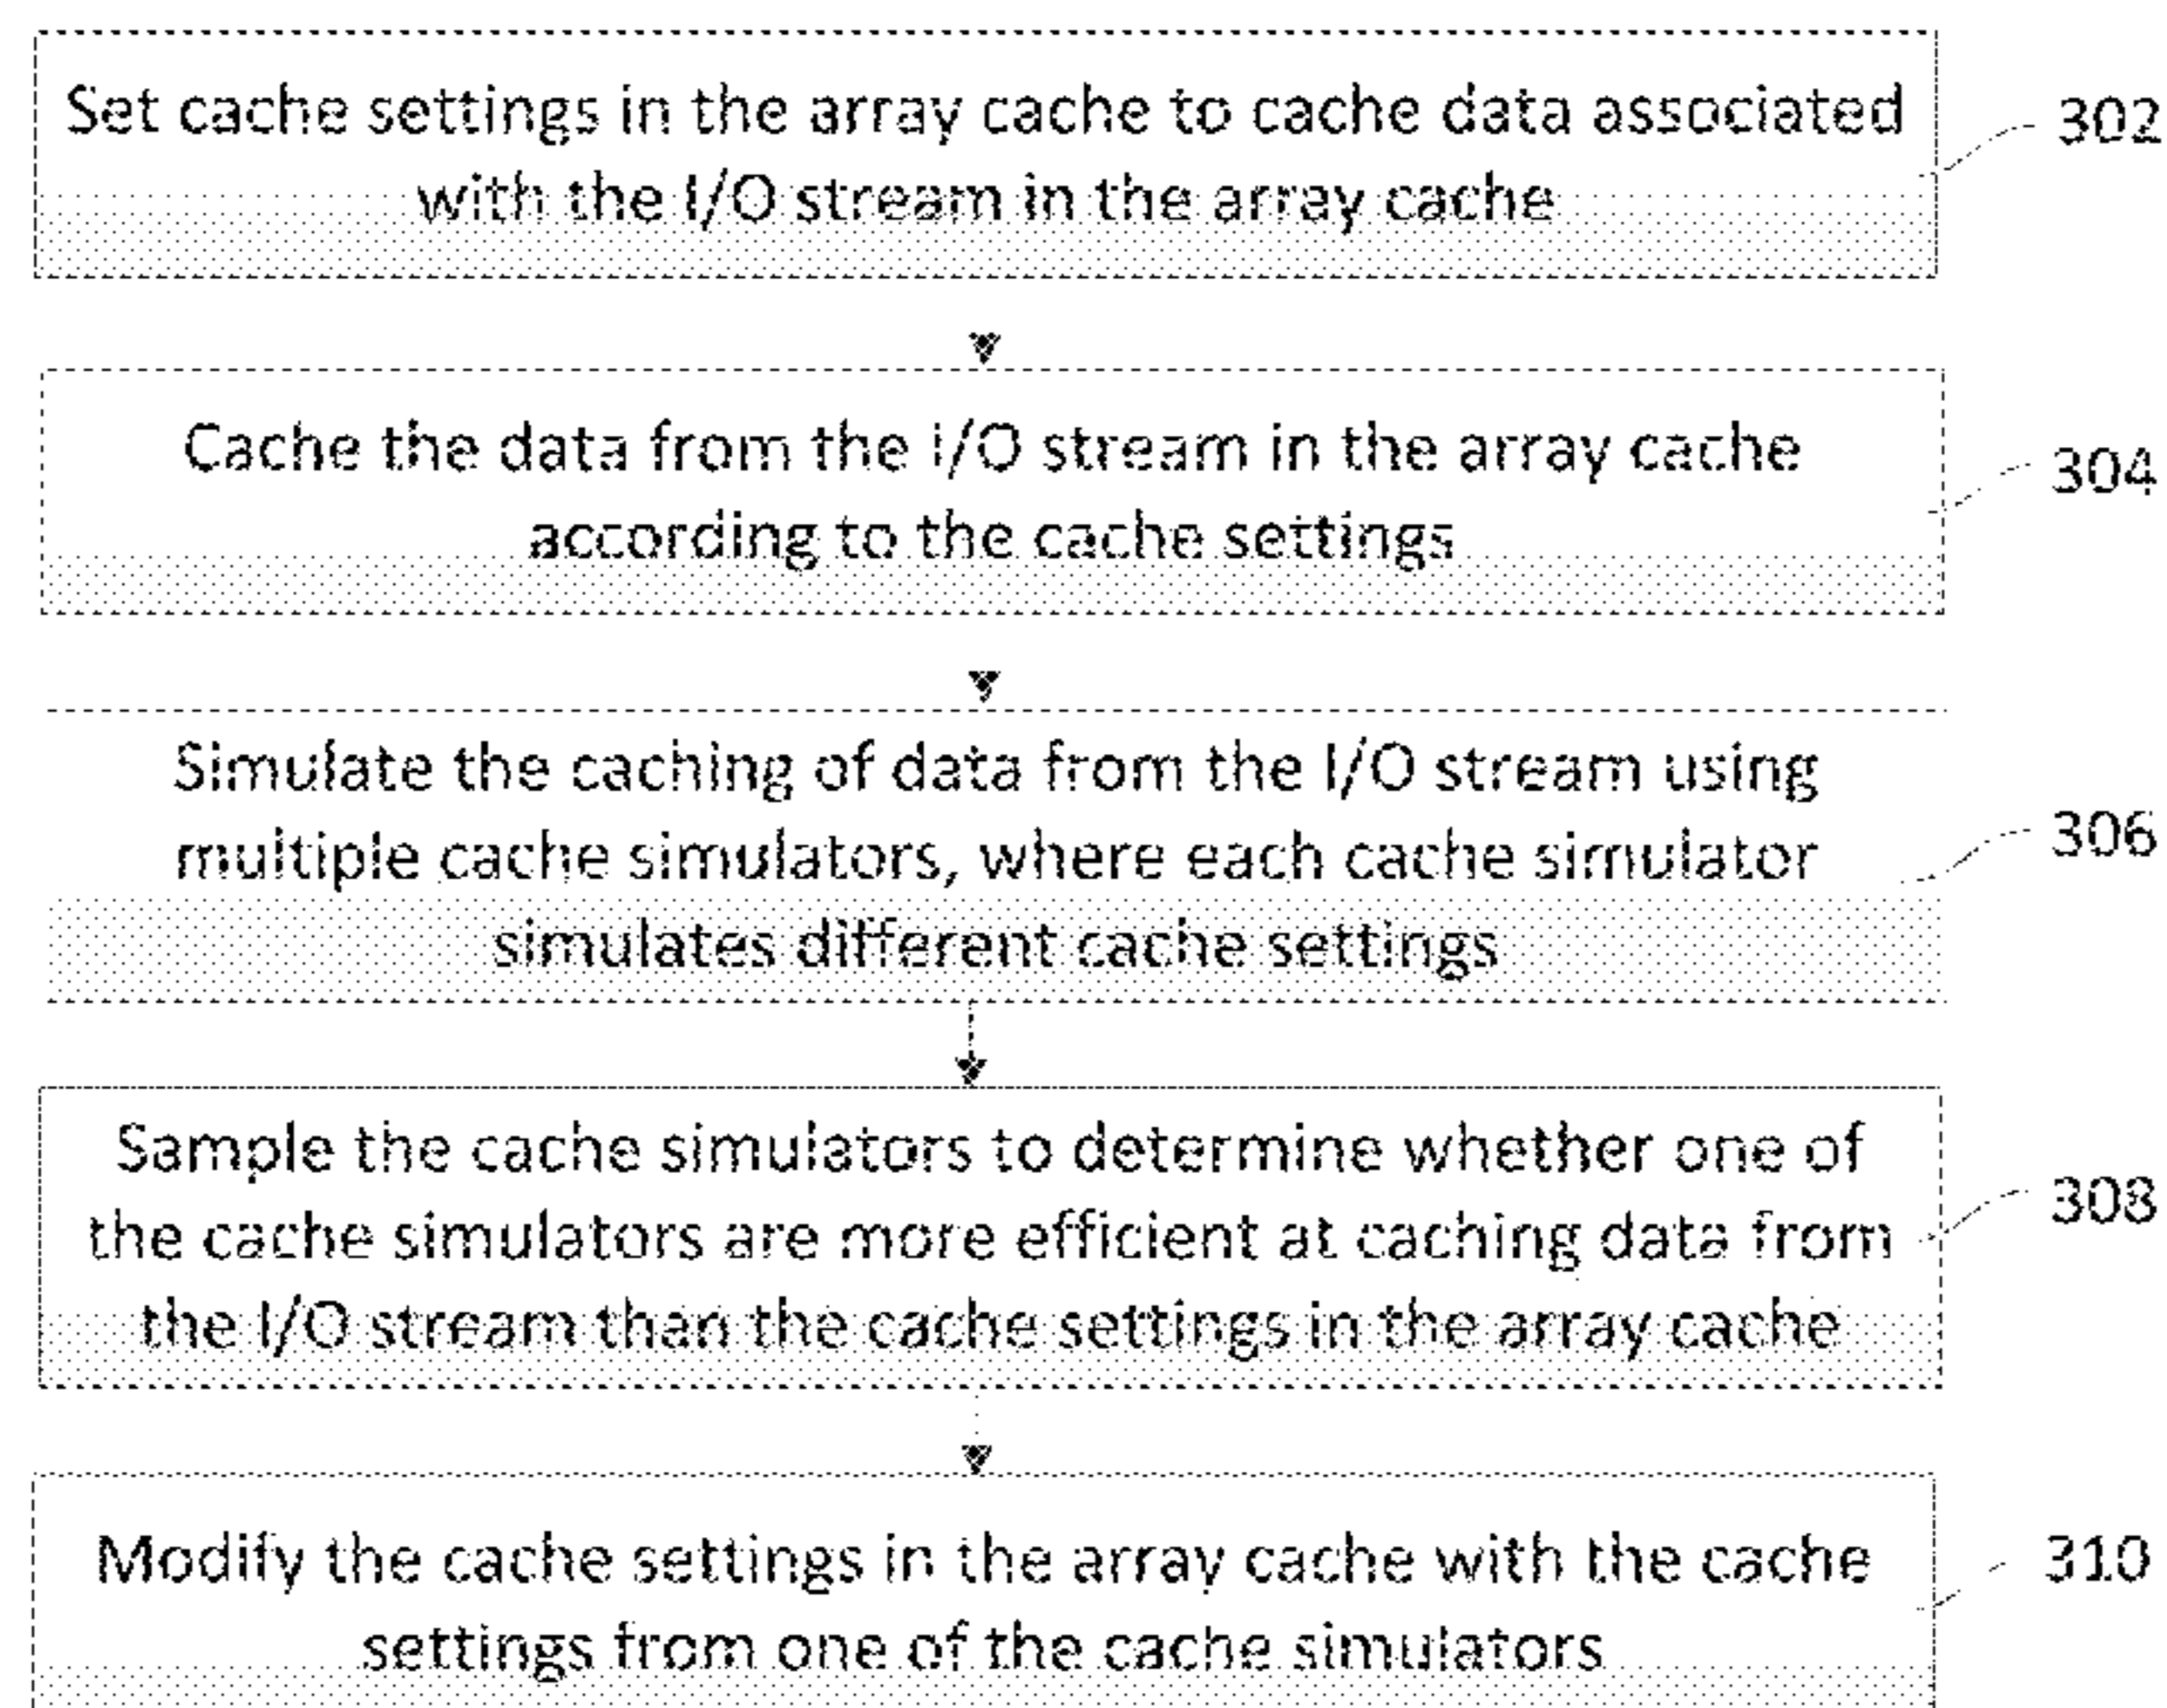 Set cache settings in the array cache to cache data associated
with the I/O stream in the array cache
302
Cache the data from the I/O stream in the array cache
according to the cache settings
304
Simulate the caching of data from the I/O stream using
multiple cache simulators, where each cache simulator
simulates different cache settings
306
Sample the cache simulators to determine whether one of
the cache simulators are more efficient at caching data from
the I/O stream than the cache settings in the array cache
308
Modify the cache settings in the array cache with the cache
settings from one of the cache simulators
310